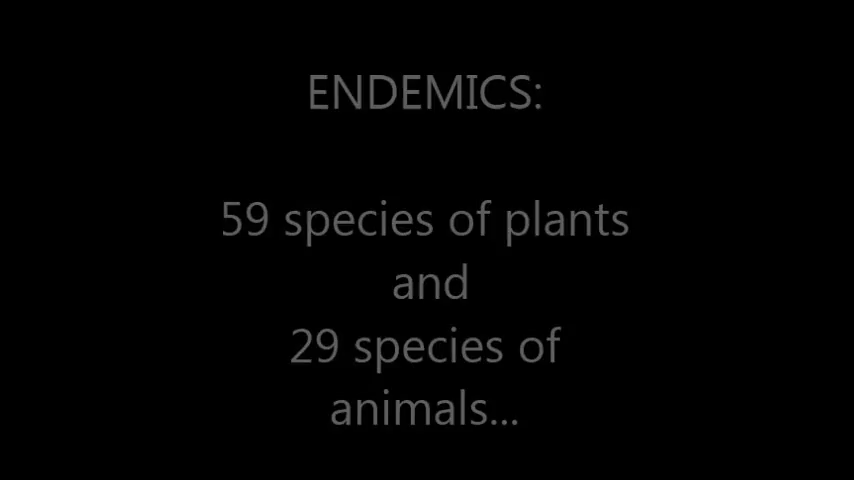 ENDEMICS:
59 species of plants
and
29 species of
animals...